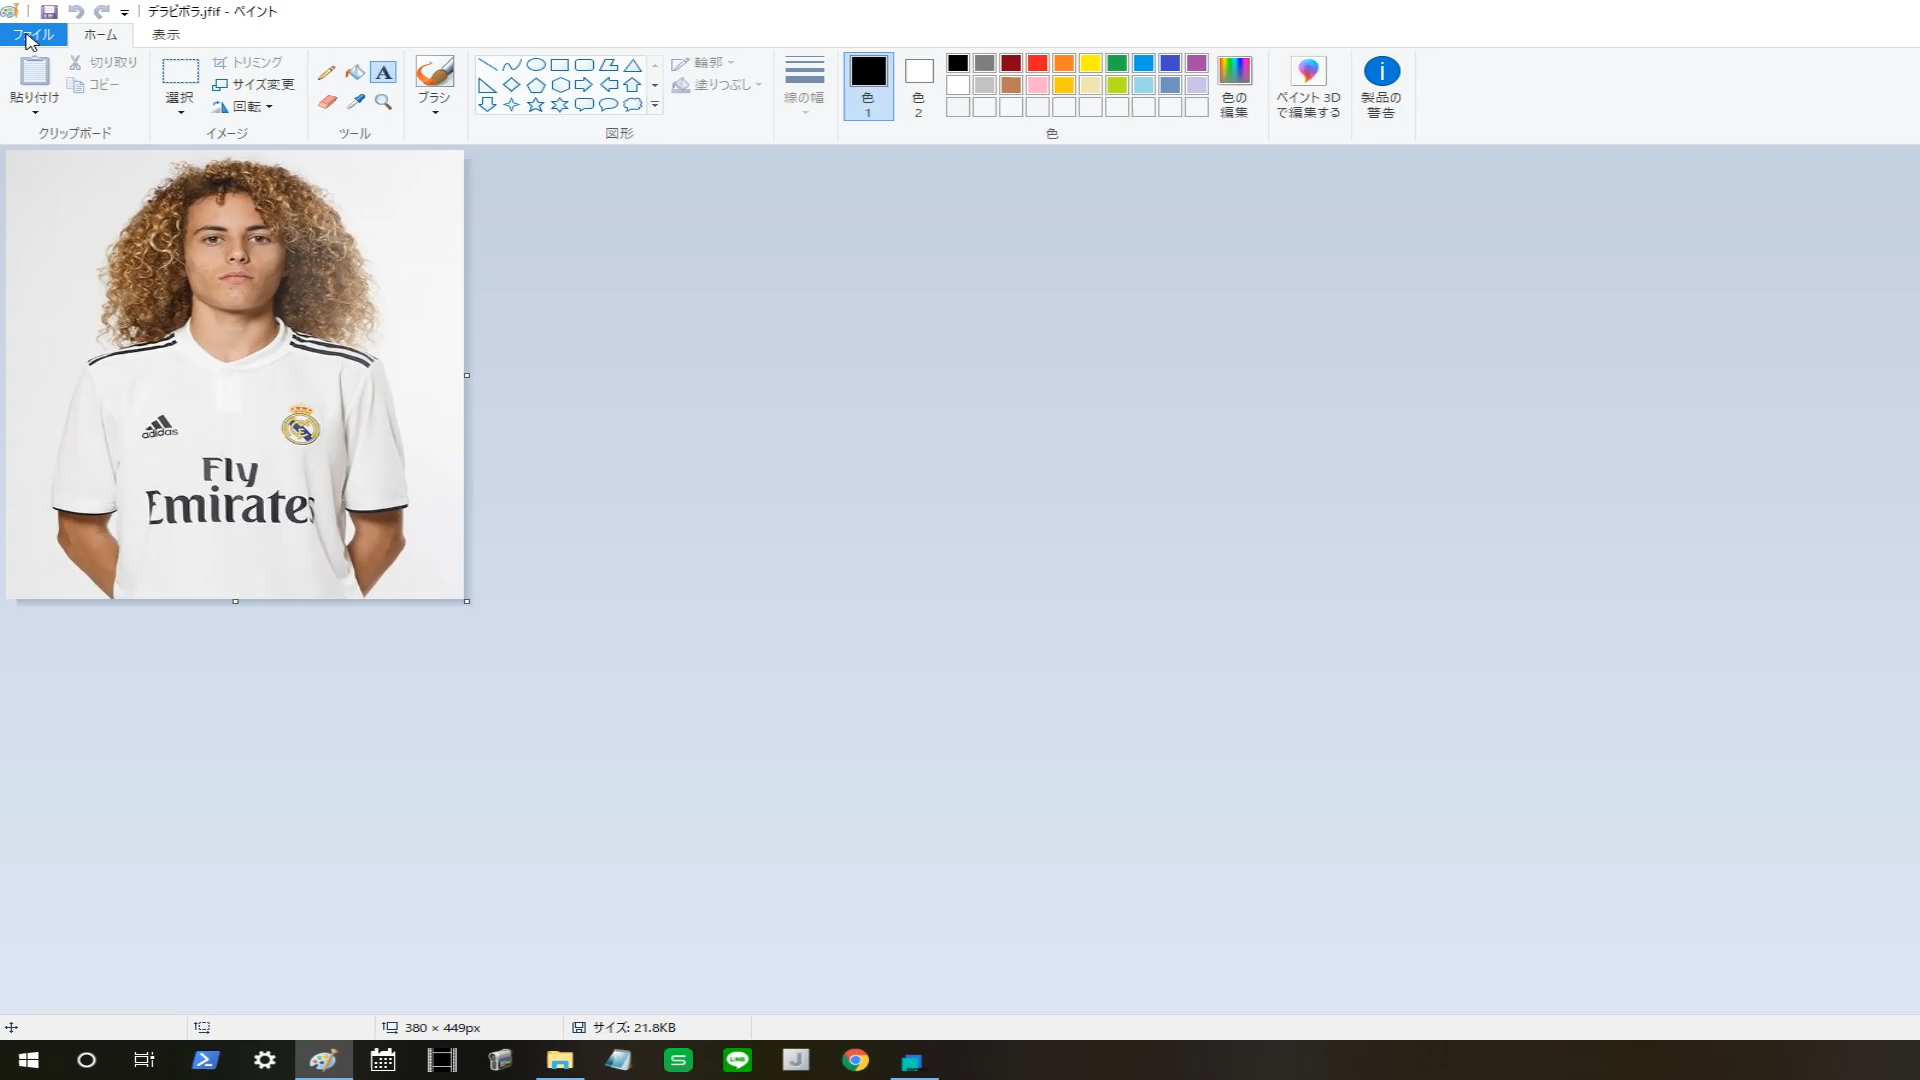 デラビボラ.jfif - ペイント
ファイル
ホーム
表示
貼り付け
切り取り
コピー
クリップボード
選択
トリミング
サイズ変更
回転
イメージ
A
ツール
ブラシ
図形
輪郭
塗りつぶし
線の幅
色
1
色
2
色
色の
編集
ペイント 3D
で編集する
製品の
警告
adidas
Fly
Emirates
380 × 449px
サイズ: 21.8KB
S
LINE
J